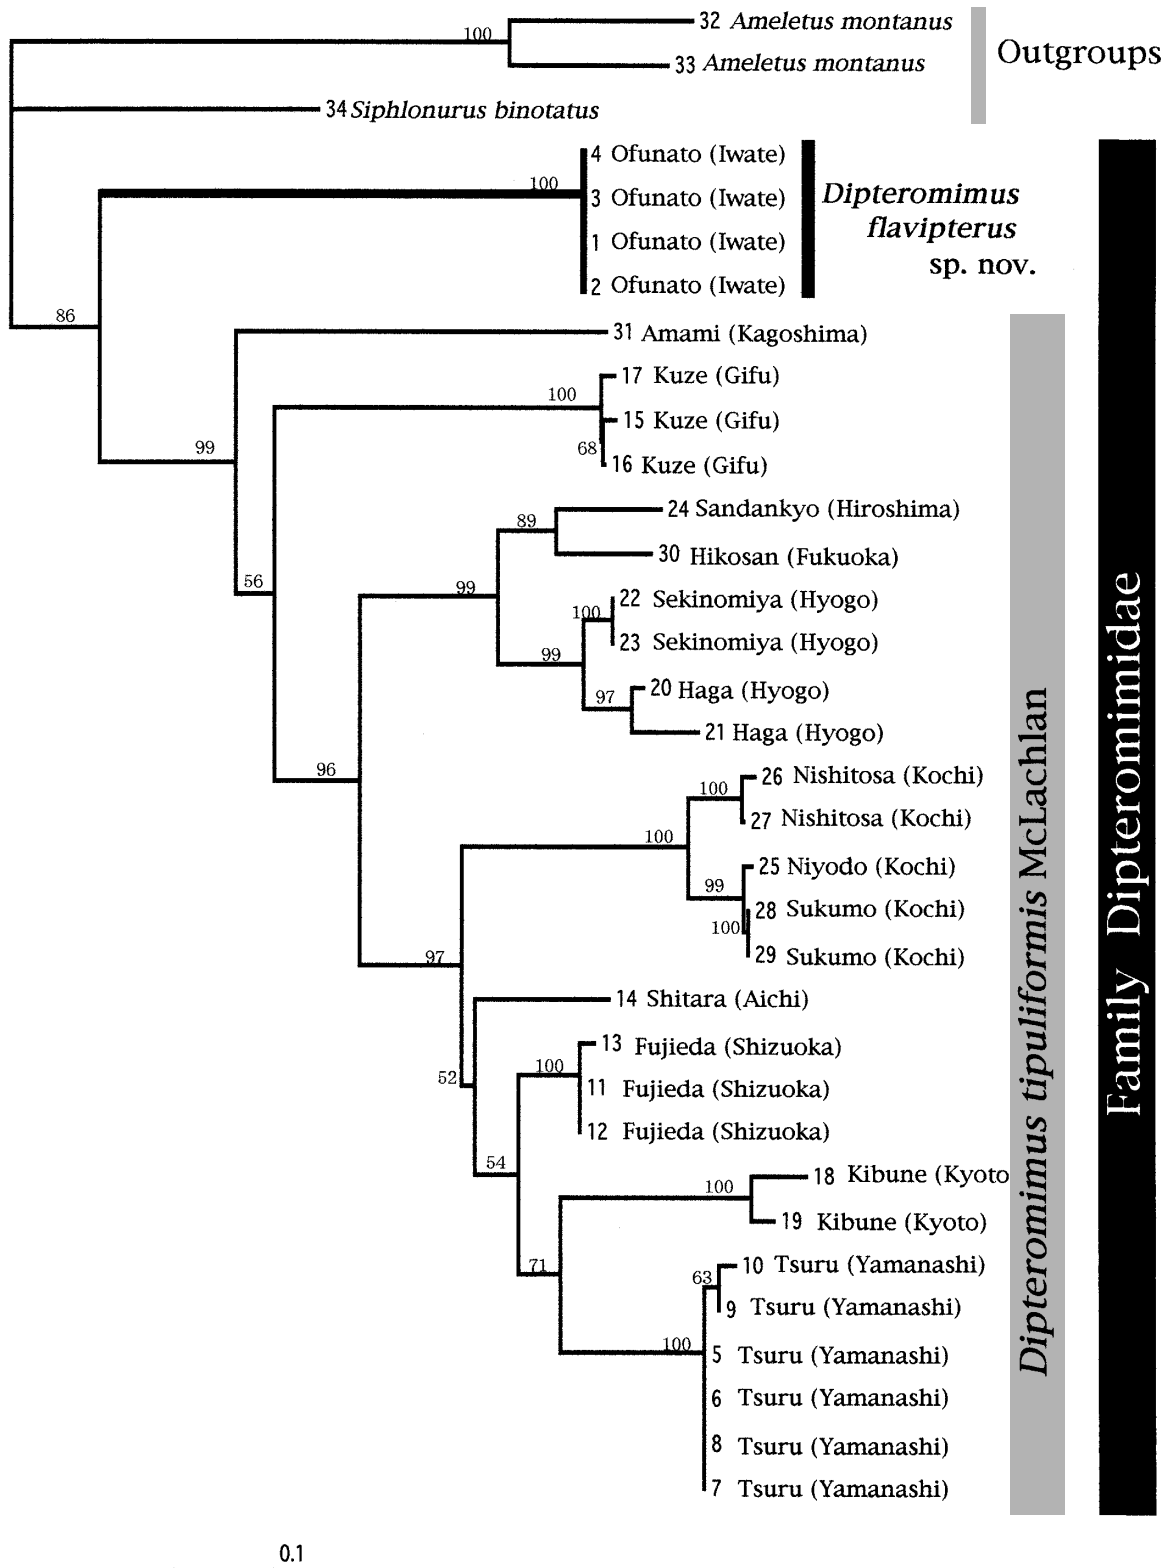 32 Ameletus montanus
100
33 Ameletus montanus
Outgroups
34 Siphlonurus binotatus
4 Ofunato (Iwate)
100
3 Ofunato (Iwate)
1 Ofunato (Iwate)
2 Ofunato (Iwate)
Dipteromimus
flavipterus
sp. nov.
86
31 Amami (Kagoshima)
17 Kuze (Gifu)
100
15 Kuze (Gifu)
99
68
16 Kuze (Gifu)
24 Sandankyo (Hiroshima)
89
30 Hikosan (Fukuoka)
56
99
22 Sekinomiya (Hyogo)
100
23 Sekinomiya (Hyogo)
99
20 Haga (Hyogo)
97
21 Haga (Hyogo)
96
26 Nishitosa (Kochi)
100
27 Nishitosa (Kochi)
100
25 Niyodo (Kochi)
99
28 Sukumo (Kochi)
100
29 Sukumo (Kochi)
97
14 Shitara (Aichi)
13 Fujieda (Shizuoka)
100
52
11 Fujieda (Shizuoka)
12 Fujieda (Shizuoka)
54
18 Kibune (Kyoto
100
19 Kibune (Kyoto)
71
10 Tsuru (Yamanashi)
63
9 Tsuru (Yamanashi)
100
5 Tsuru (Yamanashi)
6 Tsuru (Yamanashi)
8 Tsuru (Yamanashi)
7 Tsuru (Yamanashi)
Dipteromimus tipuliformis McLachlan
Family Dipteromimidae
0.1